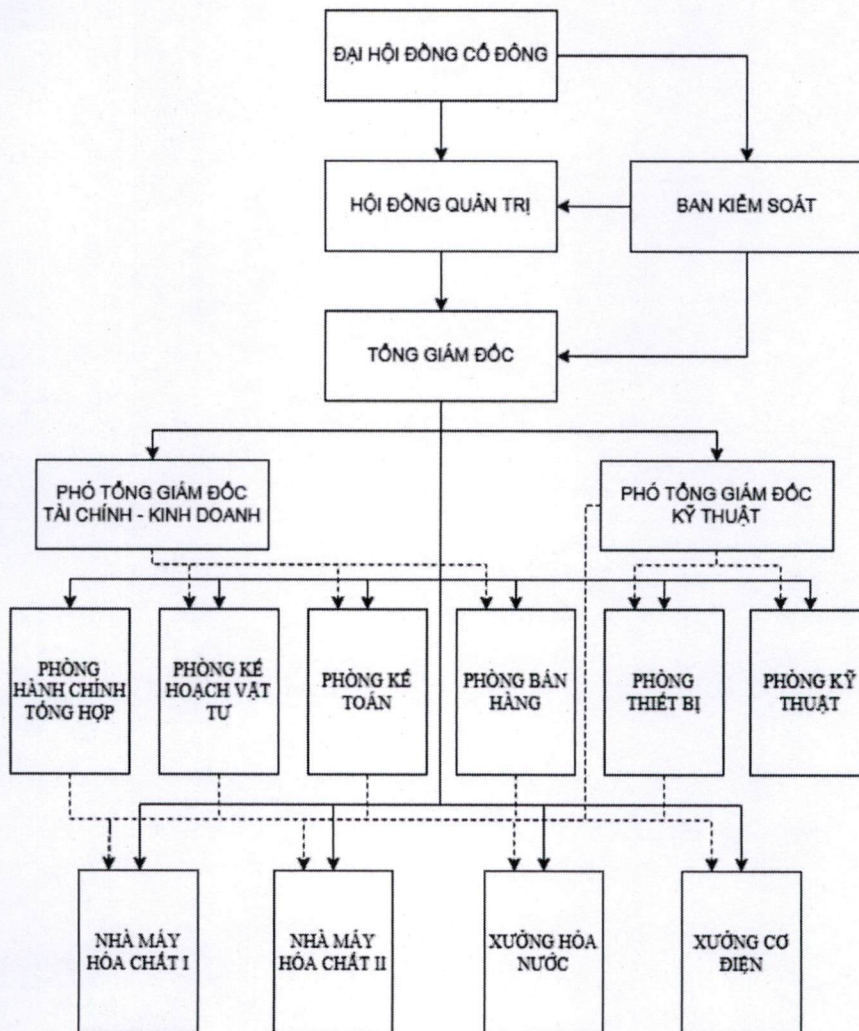 ĐẠI HỘI ĐỒNG CỔ ĐÔNG
HỘI ĐỒNG QUẢN TRỊ
BAN KIỂM SOÁT
TỔNG GIÁM ĐỐC
PHÓ TỔNG GIÁM ĐỐC
TÀI CHÍNH - KINH DOANH
PHÓ TỔNG GIÁM ĐỐC
KỸ THUẬT
PHÒNG
HÀNH CHÍNH
TỔNG HỢP
PHÒNG KẾ
HOẠCH VẬT
TƯ
PHÒNG KẾ
TOÁN
PHÒNG BÁN
HÀNG
PHÒNG
THIẾT BỊ
PHÒNG KỸ
THUẬT
NHÀ MÁY
HÓA CHẤT I
NHÀ MÁY
HÓA CHẤT II
XƯỞNG HÓA
NƯỚC
XƯỞNG CƠ
ĐIỆN